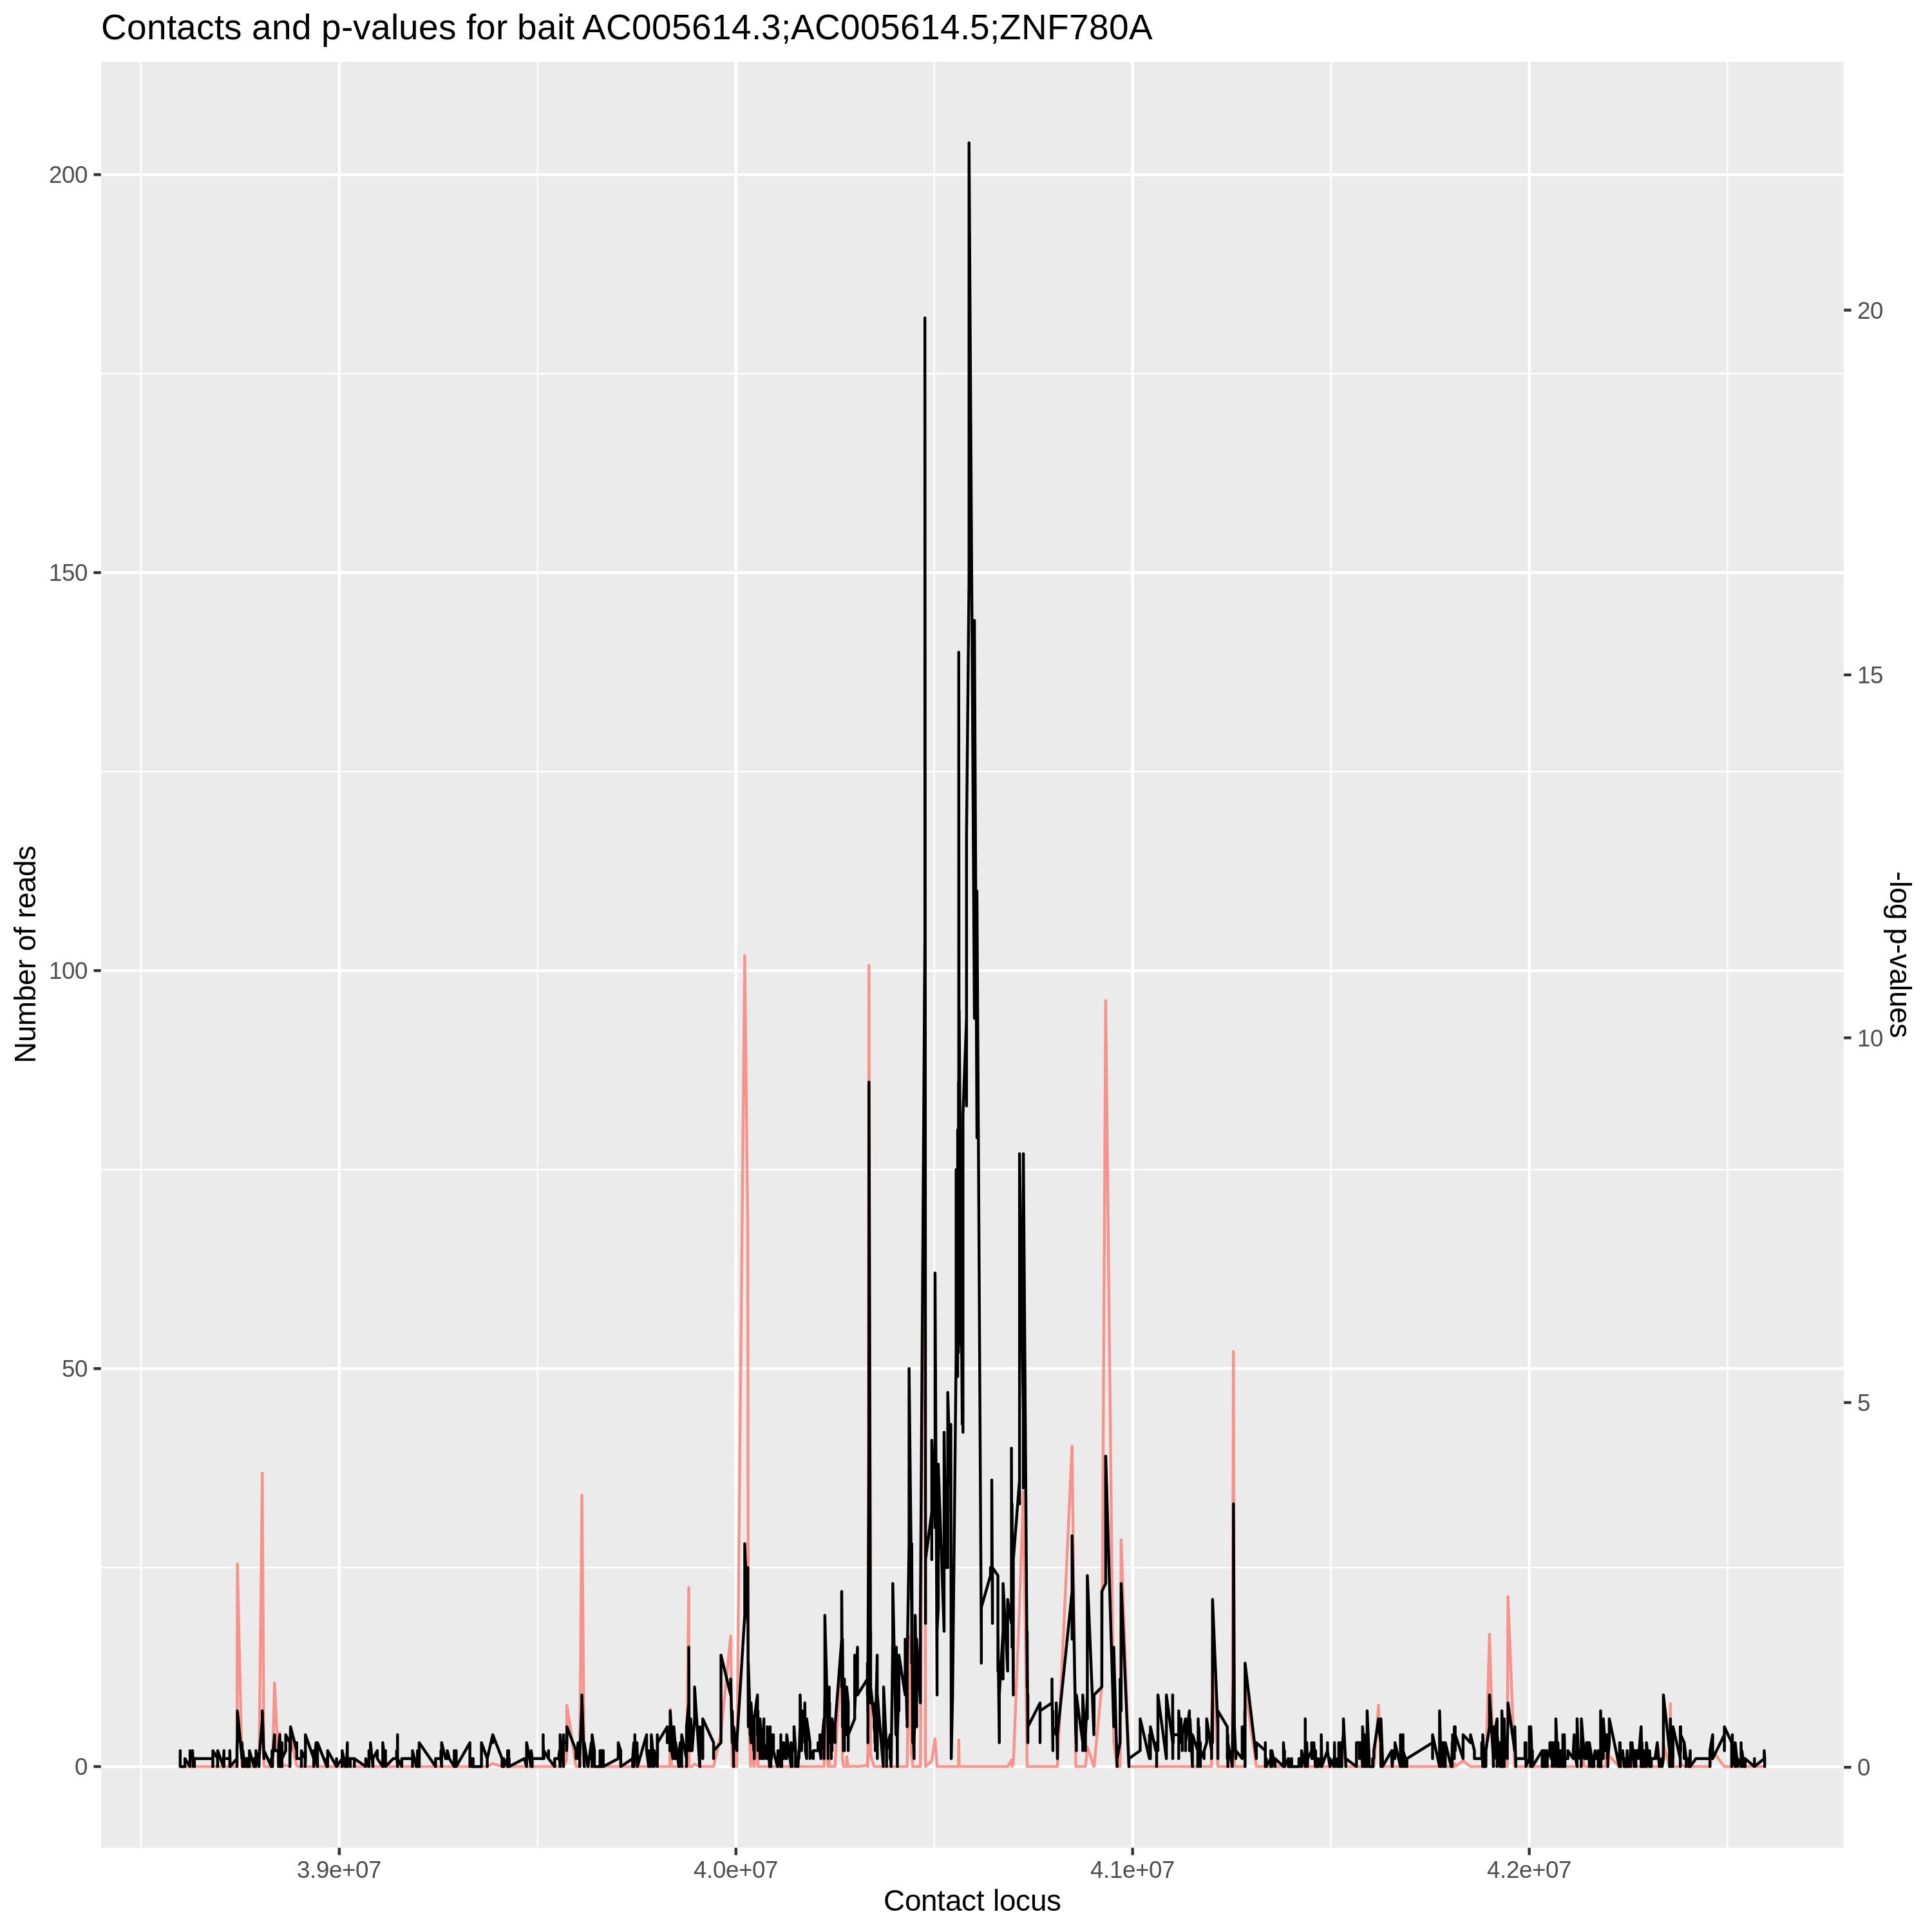 Contacts and p-values for bait AC005614.3;AC005614.5;ZNF780A
200
150
100
50
0
Number of reads
20
15
10
5
0
-log p-values
3.9e+07
4.0e+07
4.1e+07
4.2e+07
Contact locus